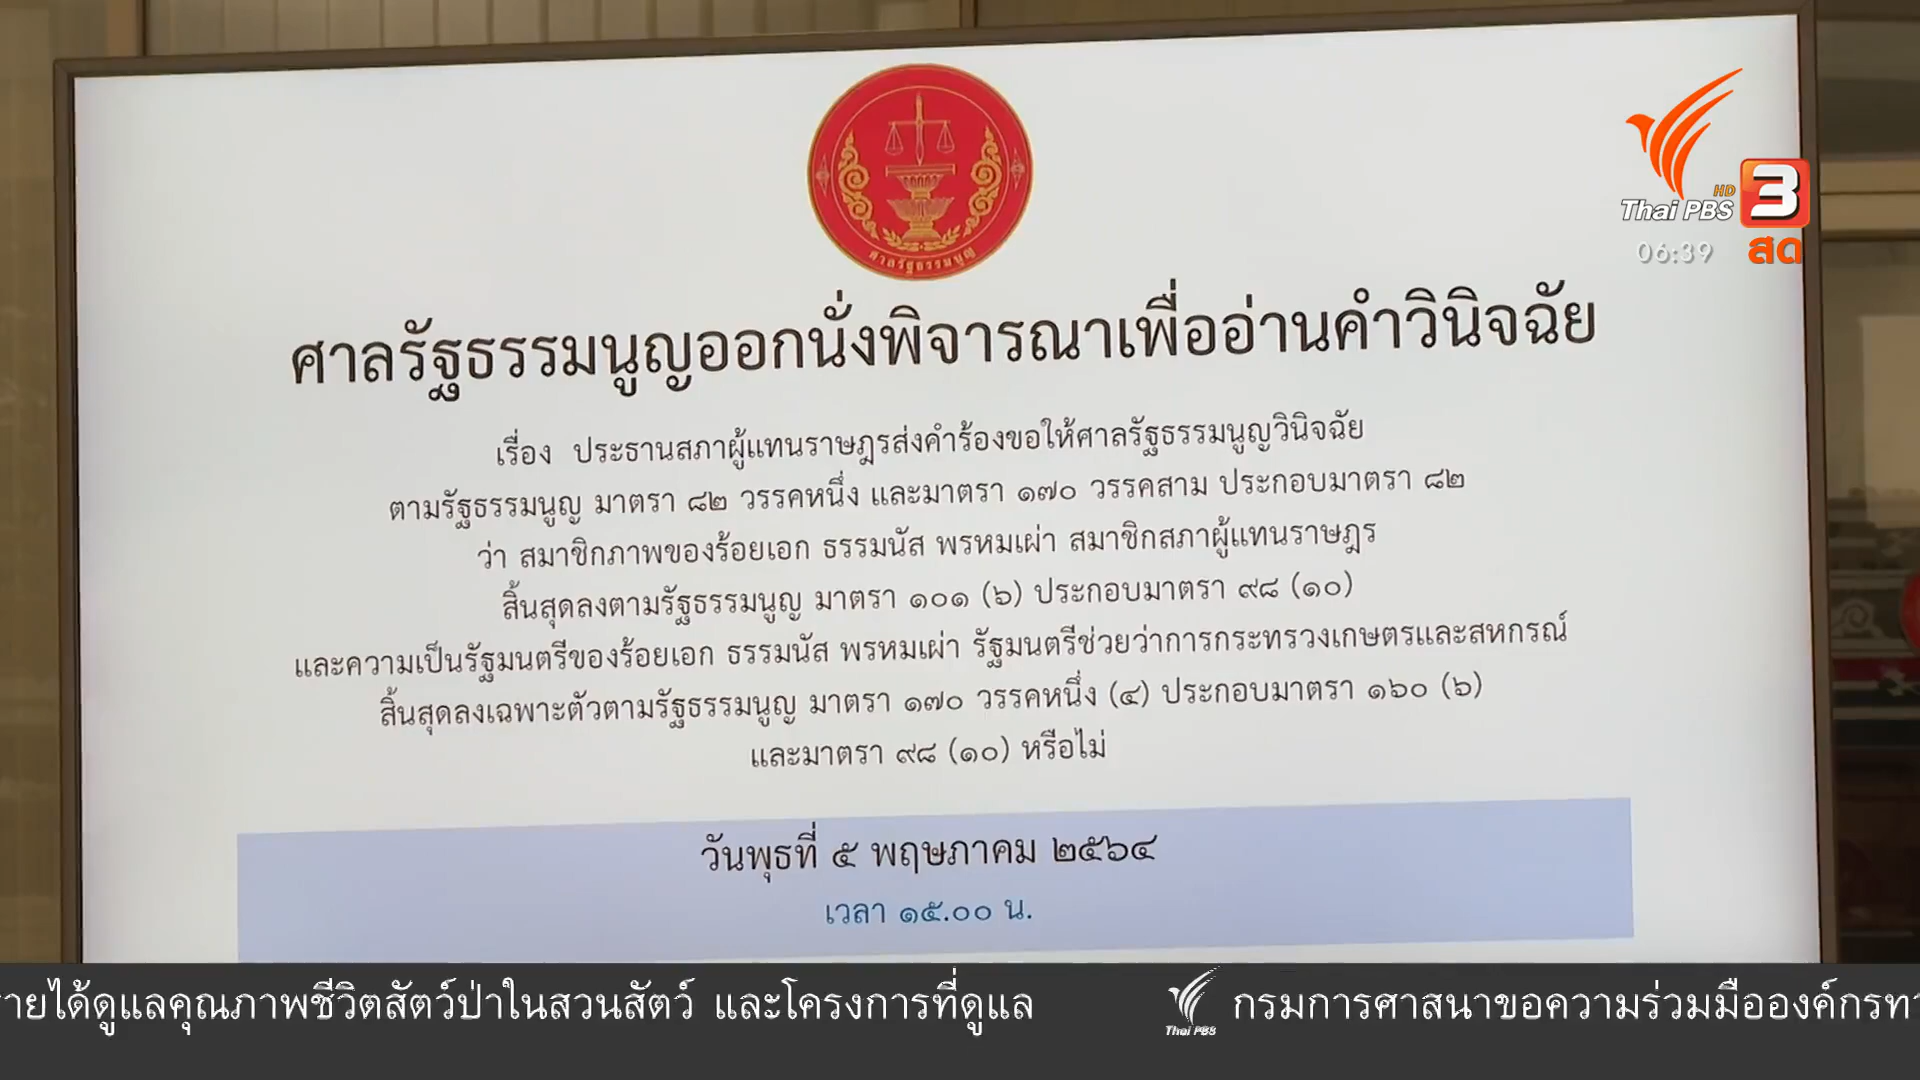 ศาลรัฐธรรมนูญ
Thai PBS HD 3
06:39 สด
ศาลรัฐธรรมนูญออกนั่งพิจารณาเพื่ออ่านคำวินิจฉัย
เรื่อง ประธานสภาผู้แทนราษฎรส่งคำร้องขอให้ศาลรัฐธรรมนูญวินิจฉัย
ตามรัฐธรรมนูญ มาตรา ๘๒ วรรคหนึ่ง และมาตรา ๑๗๐ วรรคสาม ประกอบมาตรา ๘๒
ว่า สมาชิกภาพของร้อยเอก ธรรมนัส พรหมเผ่า สมาชิกสภาผู้แทนราษฎร
สิ้นสุดลงตามรัฐธรรมนูญ มาตรา ๑๐๑ (๖) ประกอบมาตรา ๙๘ (๑๐)
และความเป็นรัฐมนตรีของร้อยเอก ธรรมนัส พรหมเผ่า รัฐมนตรีช่วยว่าการกระทรวงเกษตรและสหกรณ์
สิ้นสุดลงเฉพาะตัวตามรัฐธรรมนูญ มาตรา ๑๗๐ วรรคหนึ่ง (๔) ประกอบมาตรา ๑๖๐ (๖)
และมาตรา ๙๘ (๑๐) หรือไม่
วันพุธที่ ๕ พฤษภาคม ๒๕๖๔
เวลา ๑๕.๐๐ น.
รายได้ดูแลคุณภาพชีวิตสัตว์ป่าในสวนสัตว์ และโครงการที่ดูแล Thai PBS กรมการศาสนาขอความร่วมมือองค์กรทา